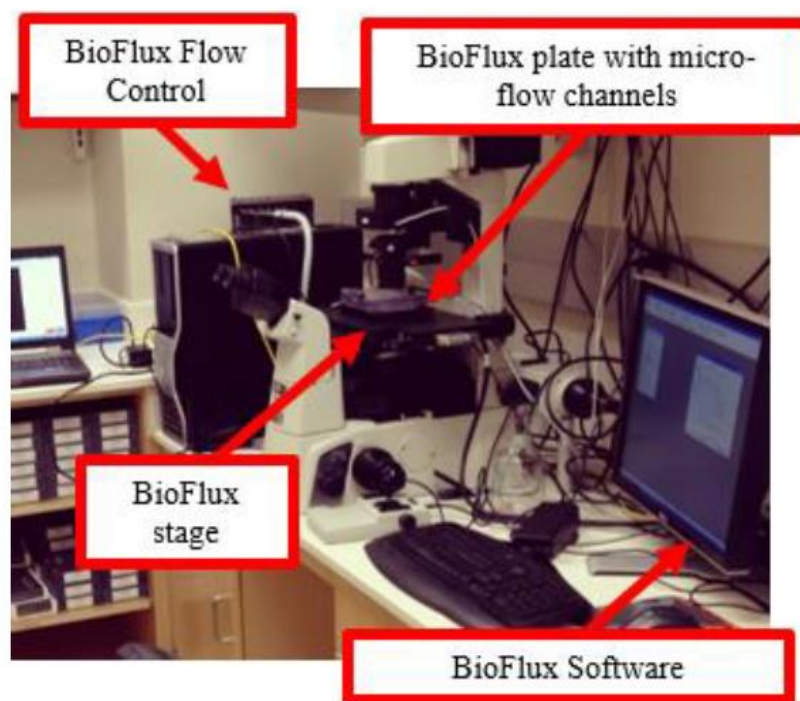 BioFlux Flow
Control
BioFlux plate with micro-
flow channels
BioFlux
stage
BioFlux Software